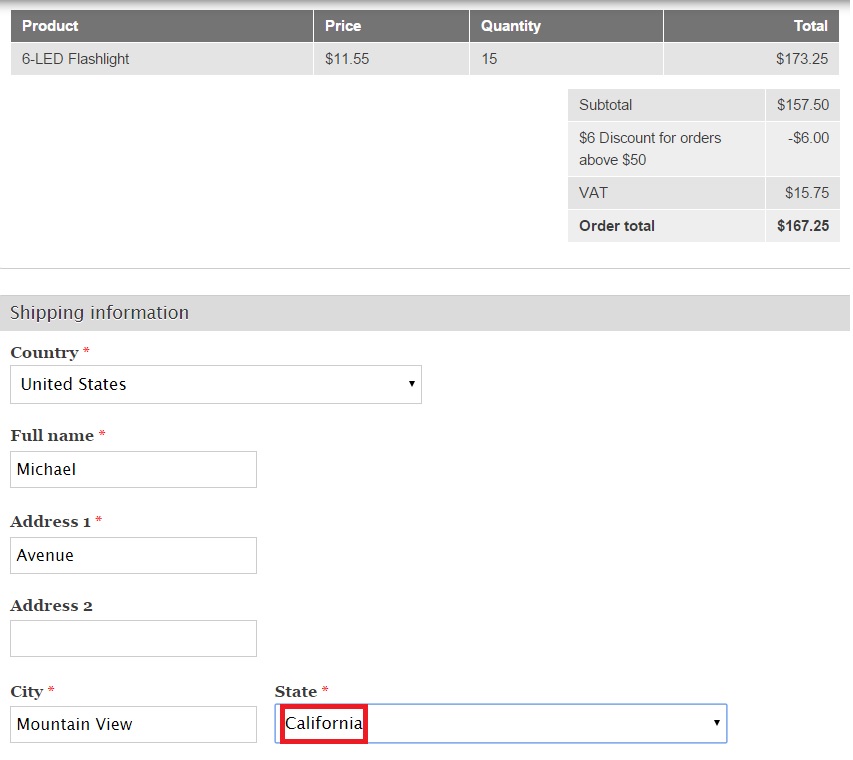 Product Price Quantity Total
6-LED Flashlight $11.55 15 $173.25
Subtotal $157.50
$6 Discount for orders -$6.00
above $50
VAT $15.75
Order total $167.25
Shipping information
Country *
United States
Full name *
Michael
Address 1 *
Avenue
Address 2
City * State *
Mountain View California